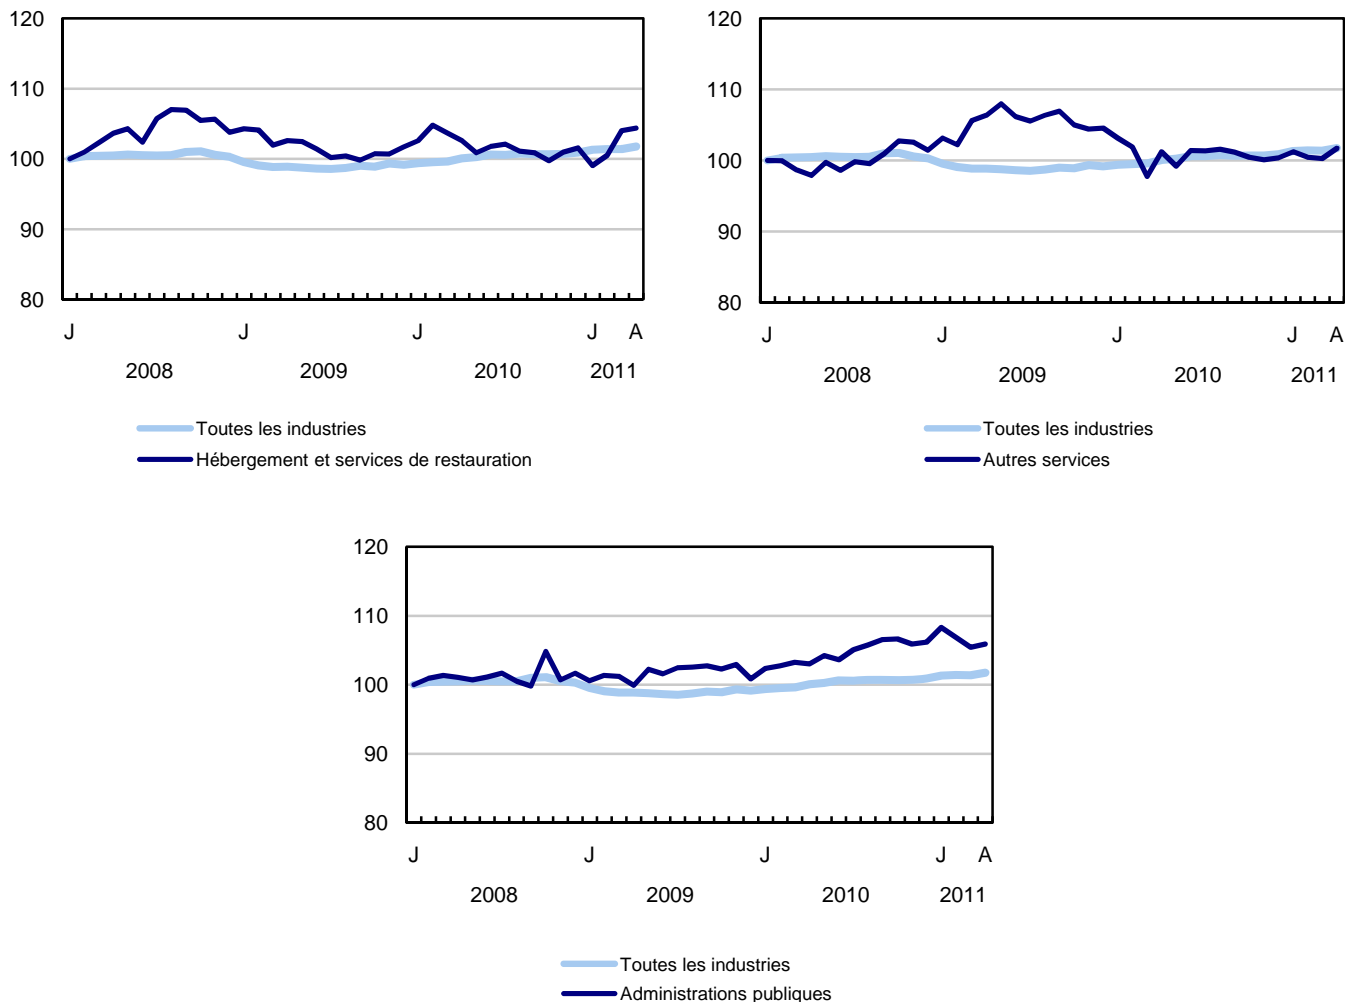 120
110
100
90
80
J J J J A
2008 2009 2010 2011
Toutes les industries
Hébergement et services de restauration
120
110
100
90
80
J J J J A
2008 2009 2010 2011
Toutes les industries
Autres services
120
110
100
90
80
J J J J A
2008 2009 2010 2011
Toutes les industries
Administrations publiques